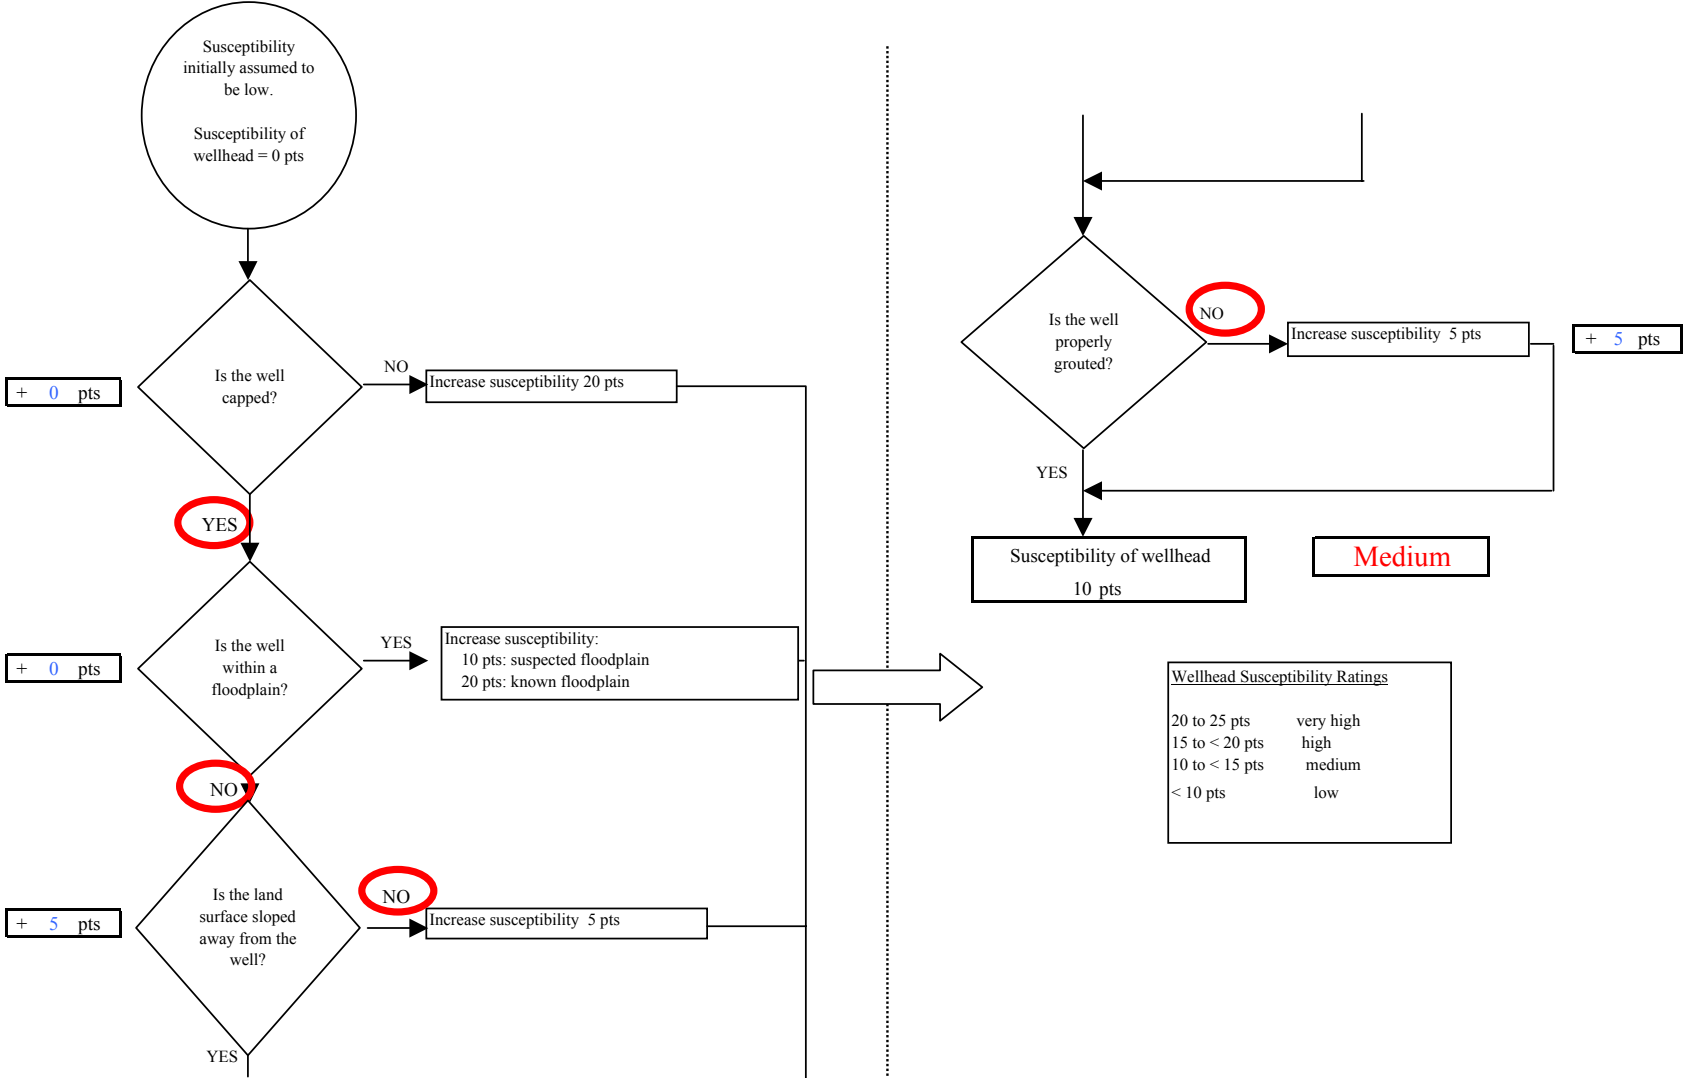 Susceptibility
initially assumed to
be low.
Susceptibility of
wellhead = 0 pts
Is the well
capped?
NO
Increase susceptibility 20 pts
+ 0 pts
YES
Is the well
within a
floodplain?
YES
Increase susceptibility:
10 pts: suspected floodplain
20 pts: known floodplain
+ 0 pts
NO
Is the land
surface sloped
away from the
well?
NO
Increase susceptibility 5 pts
+ 5 pts
YES
Is the well
properly
grouted?
NO
Increase susceptibility 5 pts
+ 5 pts
YES
Susceptibility of wellhead
10 pts
Medium
Wellhead Susceptibility Ratings
20 to 25 pts very high
15 to < 20 pts high
10 to < 15 pts medium
< 10 pts low